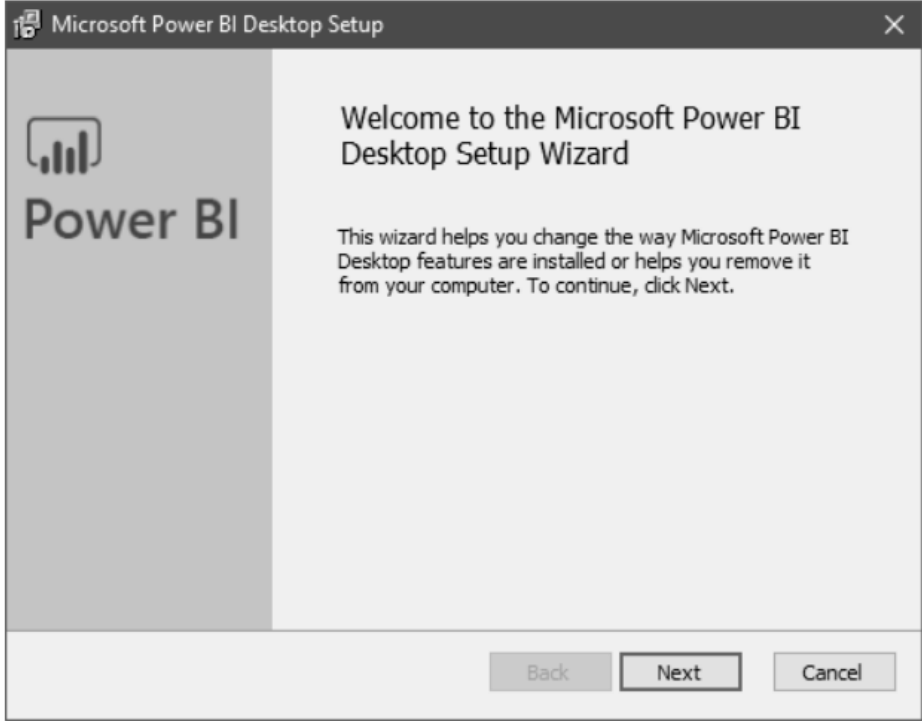 Microsoft Power BI Desktop Setup
Power BI
Welcome to the Microsoft Power BI
Desktop Setup Wizard
This wizard helps you change the way Microsoft Power BI
Desktop features are installed or helps you remove it
from your computer. To continue, click Next.
Back Next Cancel